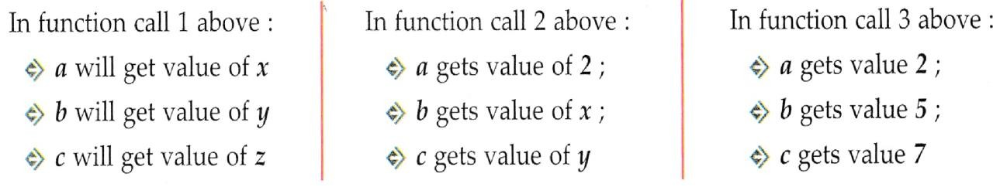 In function call 1 above :
a will get value of x
b will get value of y
c will get value of z
In function call 2 above :
a gets value of 2 ;
b gets value of x ;
c gets value of y
In function call 3 above :
a gets value 2 ;
b gets value 5 ;
c gets value 7